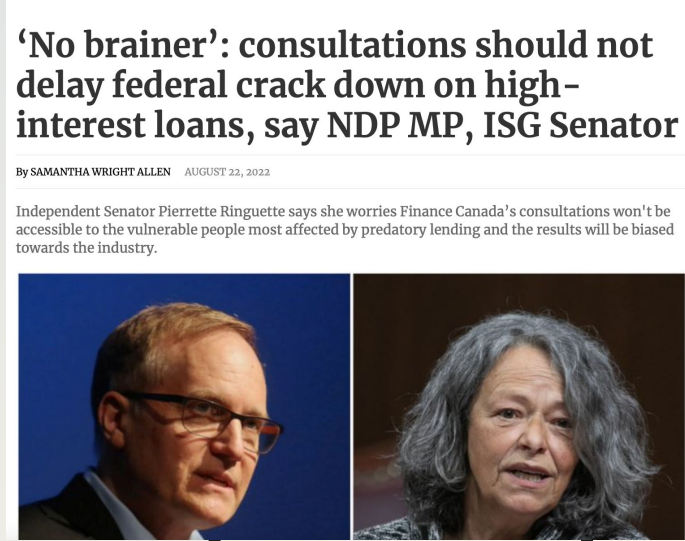 ‘No brainer’: consultations should not
delay federal crack down on high-
interest loans, say NDP MP, ISG Senator
By SAMANTHA WRIGHT ALLEN AUGUST 22, 2022
Independent Senator Pierrette Ringuette says she worries Finance Canada’s consultations won't be
accessible to the vulnerable people most affected by predatory lending and the results will be biased
towards the industry.